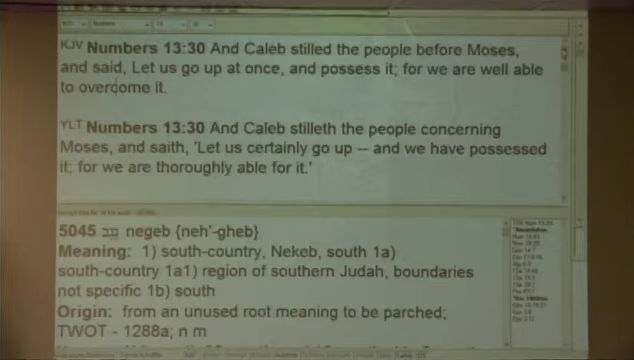 KJV Numbers 13:30 And Caleb stilled the people before Moses,
and said, Let us go up at once, and possess it; for we are well able
to overcome it.
YLT Numbers 13:30 And Caleb stilleth the people concerning
Moses, and saith, 'Let us certainly go up -- and we have possessed
it; for we are thoroughly able for it.'
5045 נגב negeb {neh'-gheb}
Meaning: 1) south-country, Nekeb, south 1a)
south-country 1a1) region of southern Judah, boundaries
not specific 1b) south
Origin: from an unused root meaning to be parched;
TWOT - 1288a; n m